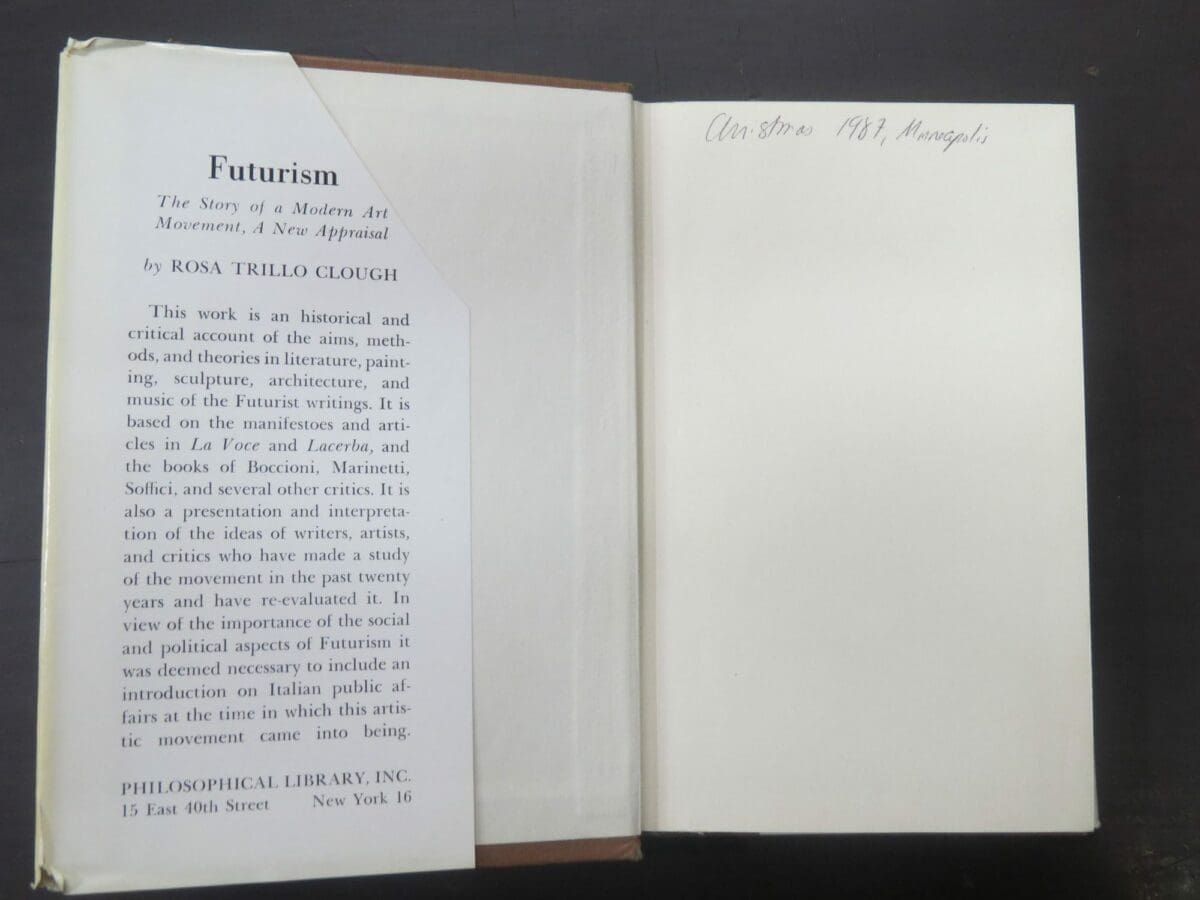 Futurism
The Story of a Modern Art
Movement, A New Appraisal
by ROSA TRILLO CLOUGH
This work is an historical and
critical account of the aims, meth-
ods, and theories in literature, paint-
ing, sculpture, architecture, and
music of the Futurist writings. It is
based on the manifestoes and arti-
cles in La Voce and Lacerba, and
the books of Boccioni, Marinetti,
Soffici, and several other critics. It is
also a presentation and interpreta-
tion of the ideas of writers, artists,
and critics who have made a study
of the movement in the past twenty
years and have re-evaluated it. In
view of the importance of the social
and political aspects of Futurism it
was deemed necessary to include an
introduction on Italian public af-
fairs at the time in which this artis-
tic movement came into being.
PHILOSOPHICAL LIBRARY, INC.
15 East 40th Street New York 16
Christmas 1987, Minneapolis